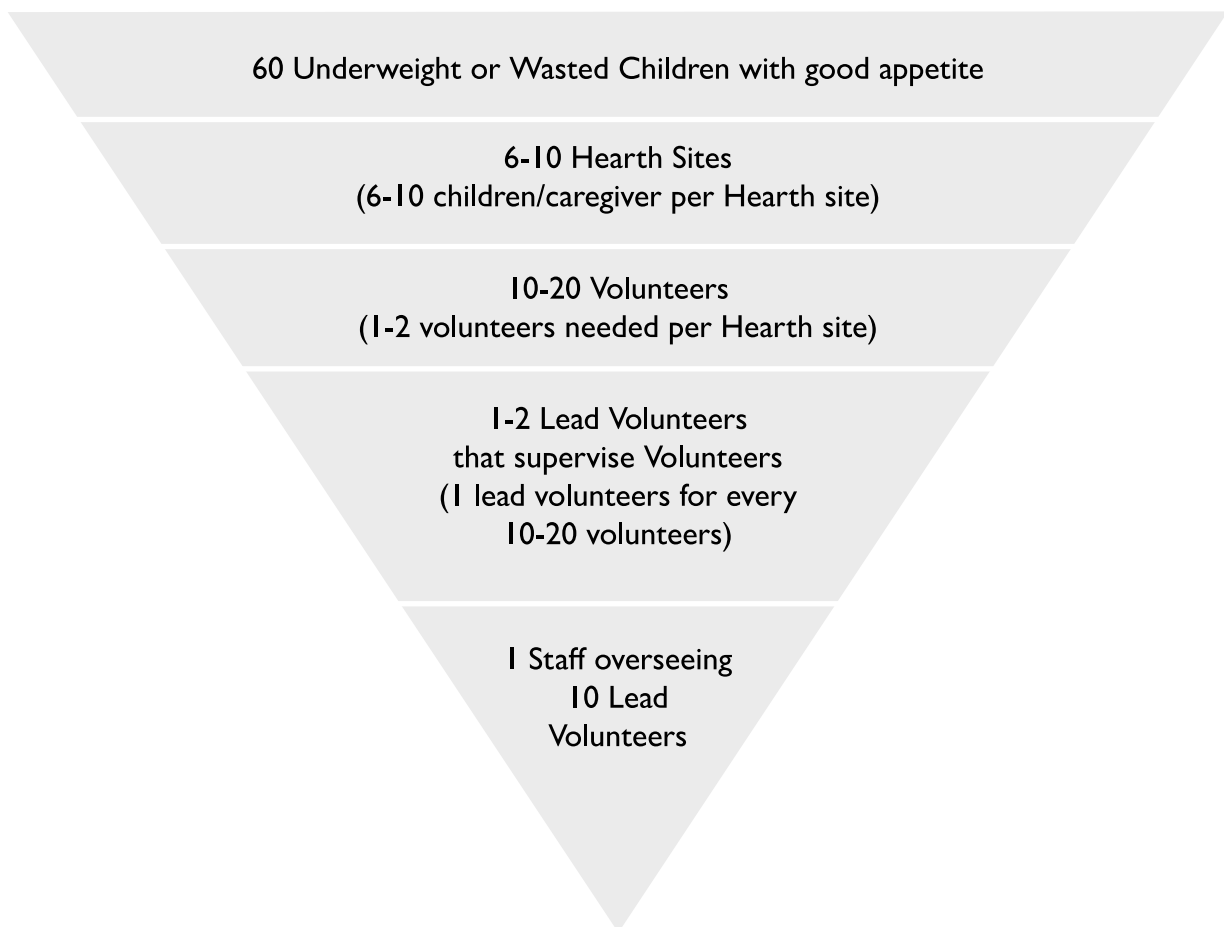 60 Underweight or Wasted Children with good appetite
6-10 Hearth Sites
(6-10 children/caregiver per Hearth site)
10-20 Volunteers
(1-2 volunteers needed per Hearth site)
1-2 Lead Volunteers
that supervise Volunteers
(1 lead volunteers for every
10-20 volunteers)
1 Staff overseeing
10 Lead
Volunteers